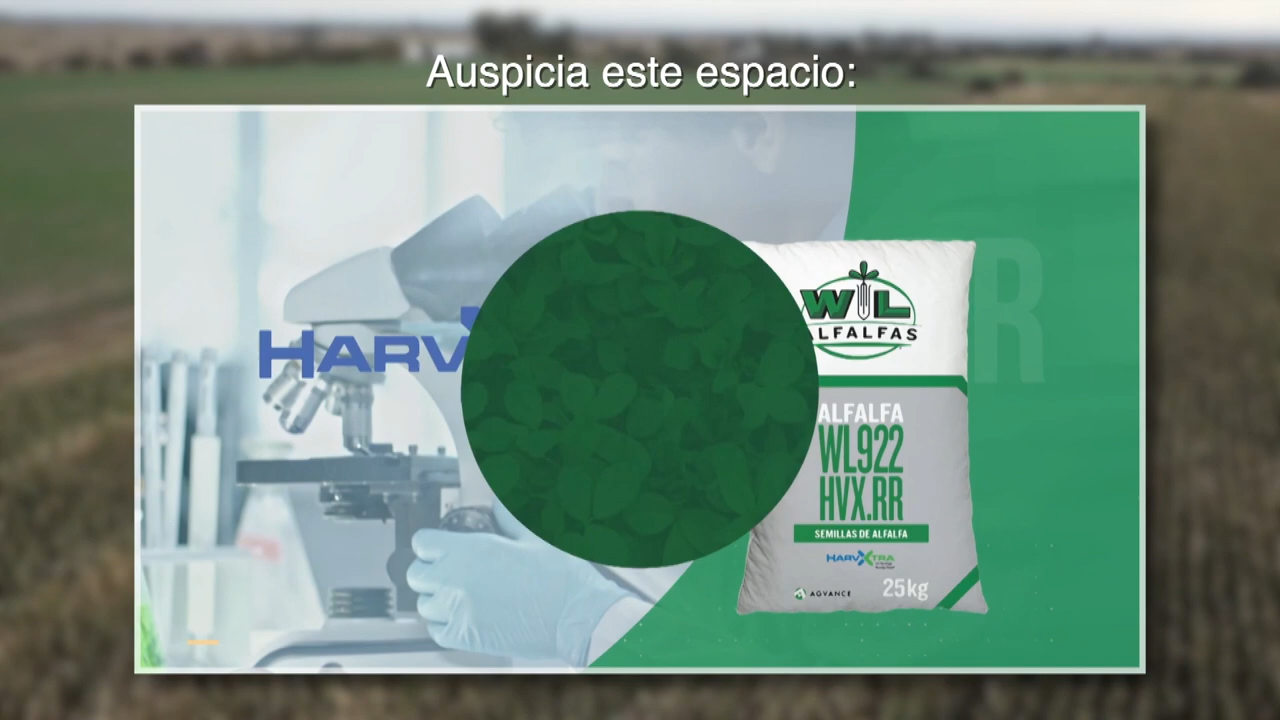 Auspicia este espacio:
HARV
R
WL
ALFALFAS
ALFALFA
WL922
HVX.RR
SEMILLAS DE ALFALFA
HARVXTRA
AGVANCE
25kg